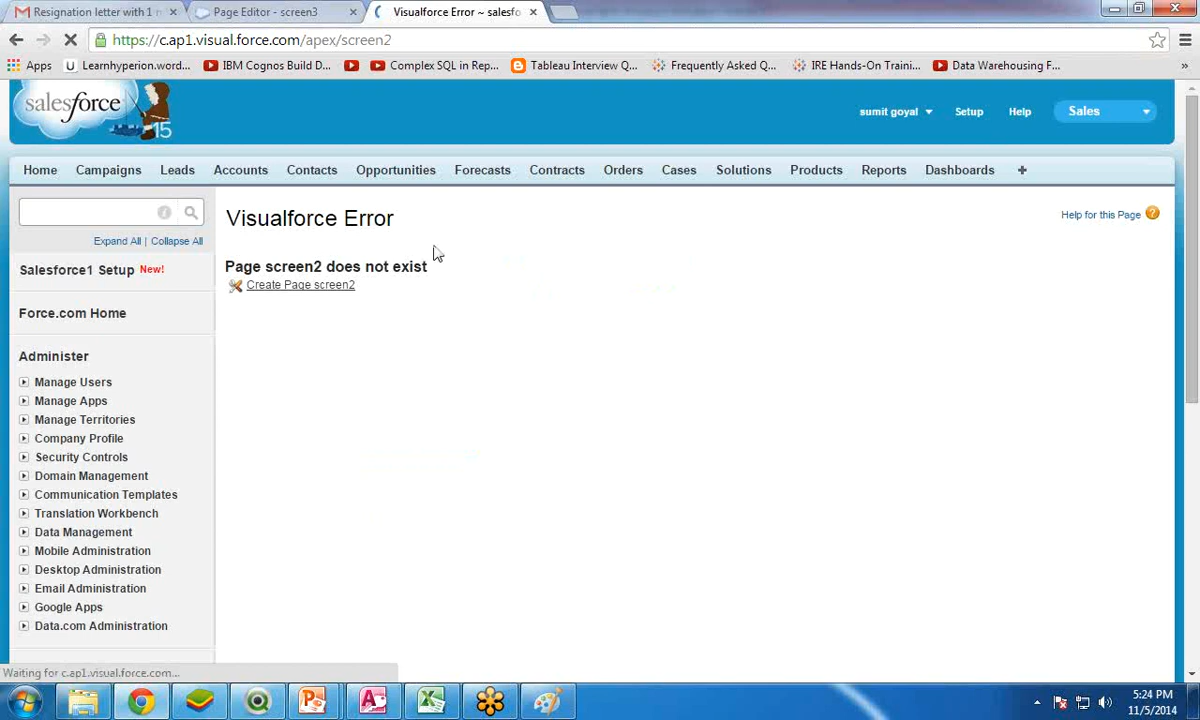 Resignation letter with 1 m
Page Editor - screen3
Visualforce Error ~ salesfo
https://c.ap1.visual.force.com/apex/screen2
Apps
Learnhyperion.word...
IBM Cognos Build D...
Complex SQL in Rep...
Tableau Interview Q...
Frequently Asked Q...
IRE Hands-On Traini...
Data Warehousing F...
»
salesforce
15
sumit goyal
Setup
Help
Sales
Home
Campaigns
Leads
Accounts
Contacts
Opportunities
Forecasts
Contracts
Orders
Cases
Solutions
Products
Reports
Dashboards
+
Expand All | Collapse All
Salesforce1 Setup New!
Force.com Home
Administer
Manage Users
Manage Apps
Manage Territories
Company Profile
Security Controls
Domain Management
Communication Templates
Translation Workbench
Data Management
Mobile Administration
Desktop Administration
Email Administration
Google Apps
Data.com Administration
Visualforce Error
Help for this Page ?
Page screen2 does not exist
Create Page screen2
Waiting for c.ap1.visual.force.com...
5:24 PM
11/5/2014